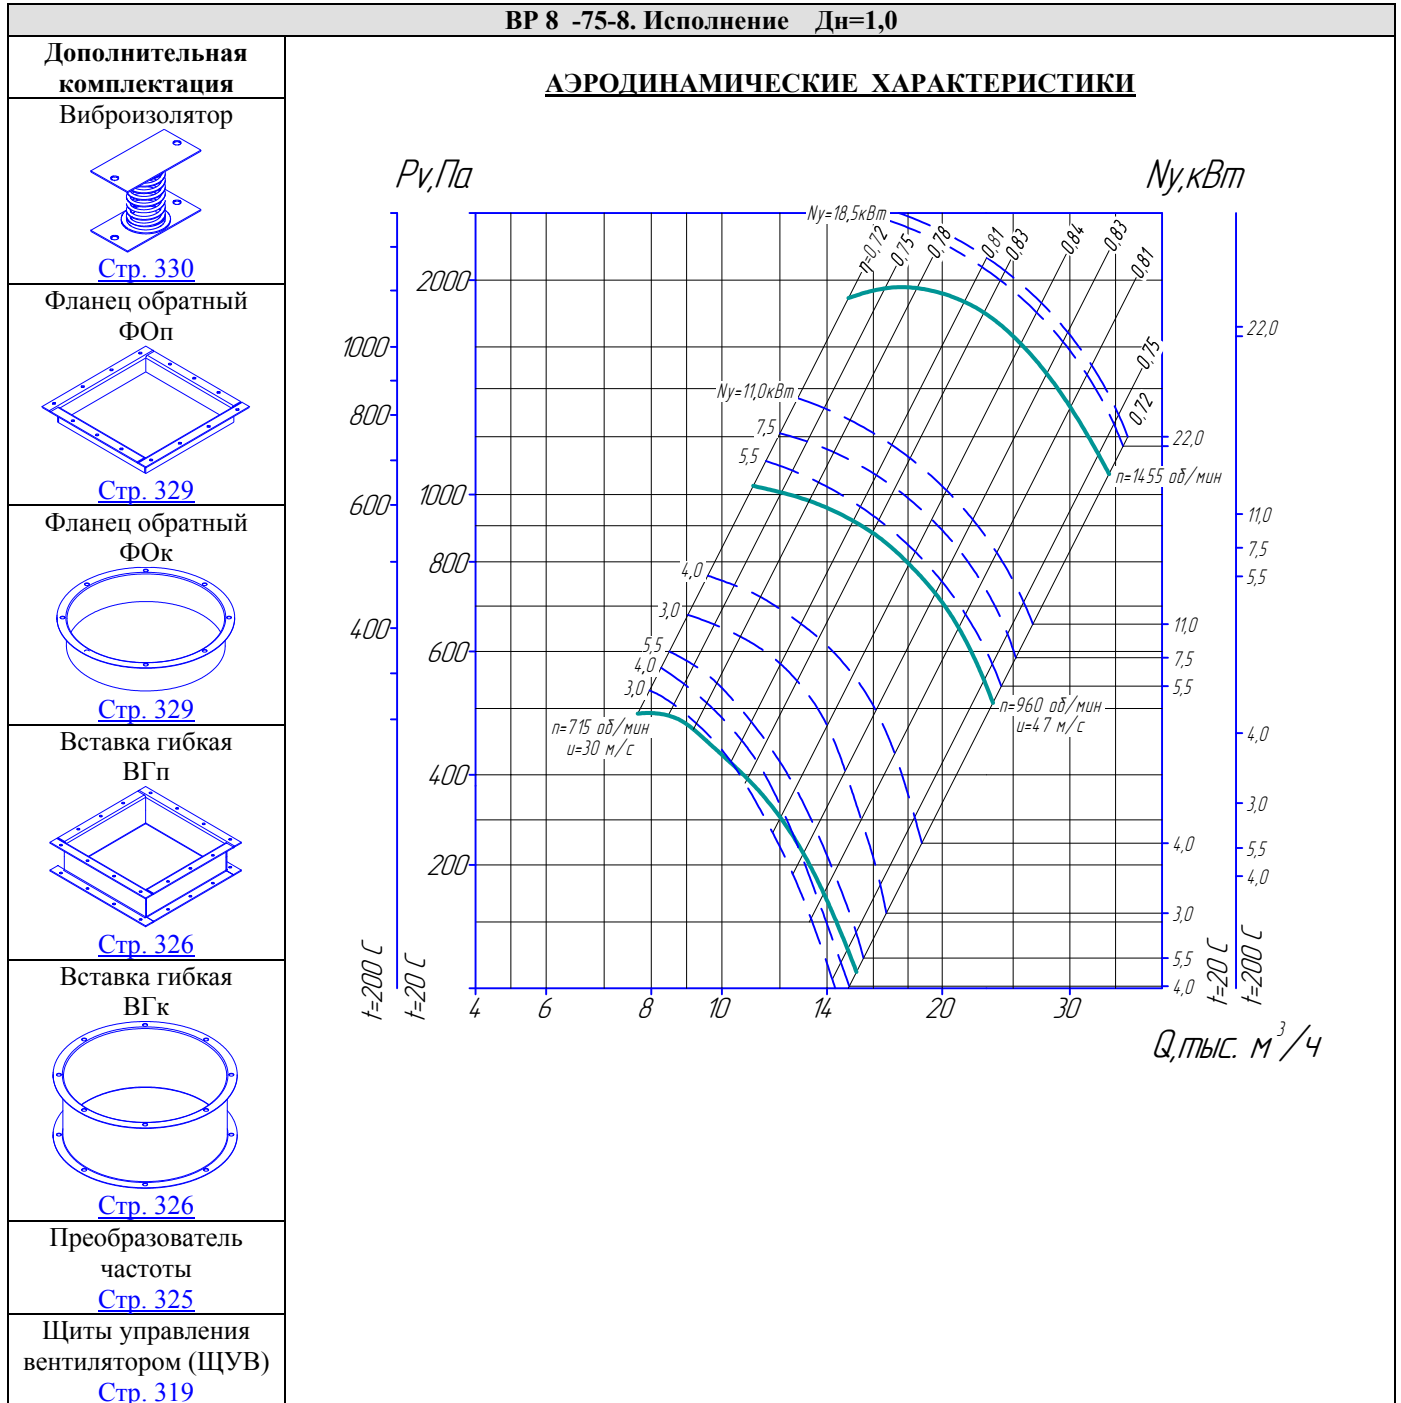 ВР 8 -75-8. Исполнение Дн=1,0
Дополнительная
комплектация
Виброизолятор
Стр. 330
Фланец обратный
ФОп
Стр. 329
Фланец обратный
ФОк
Стр. 329
Вставка гибкая
ВГп
Стр. 326
Вставка гибкая
ВГк
Стр. 326
Преобразователь
частоты
Стр. 325
Щиты управления
вентилятором (ЩУВ)
Стр. 319
АЭРОДИНАМИЧЕСКИЕ ХАРАКТЕРИСТИКИ
Pv,Па
Nу,кВт
1000
800
600
400
t=200 C
t=20 C
2000
1000
800
600
400
200
Nу=18,5кВт
η=0,72
0,75
0,78
0,81
0,83
0,84
0,83
0,81
0,75
0,72
n=1455 об/мин
Nу=11,0кВт
7,5
5,5
4,0
3,0
5,5
4,0
3,0
n=715 об/мин
u=30 м/с
n=960 об/мин
u=47 м/с
22,0
11,0
7,5
5,5
4,0
3,0
5,5
4,0
t=20 C
t=200 C
22,0
11,0
7,5
5,5
4,0
3,0
5,5
4,0
4
6
8
10
14
20
30
Q,тыс. м³/ч